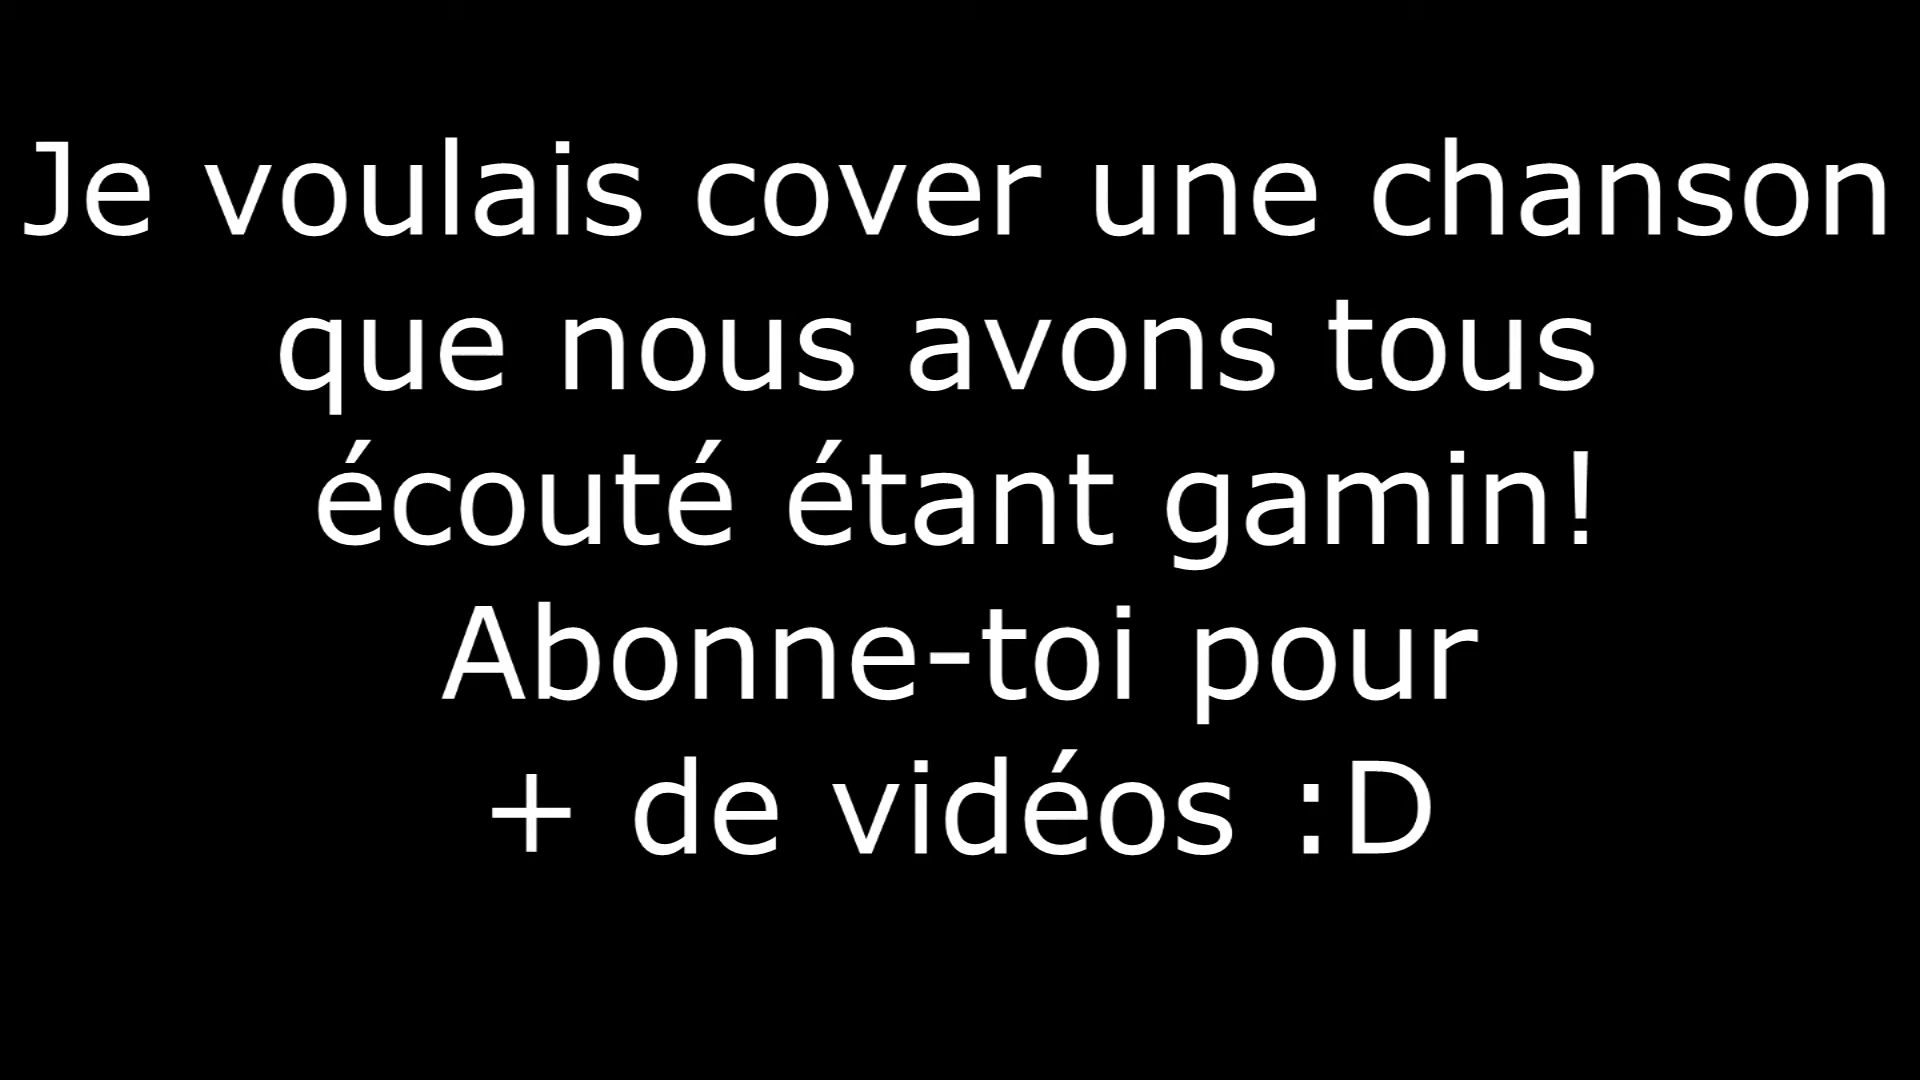 Je voulais cover une chanson
que nous avons tous
écouté étant gamin!
Abonne-toi pour
+ de vidéos :D